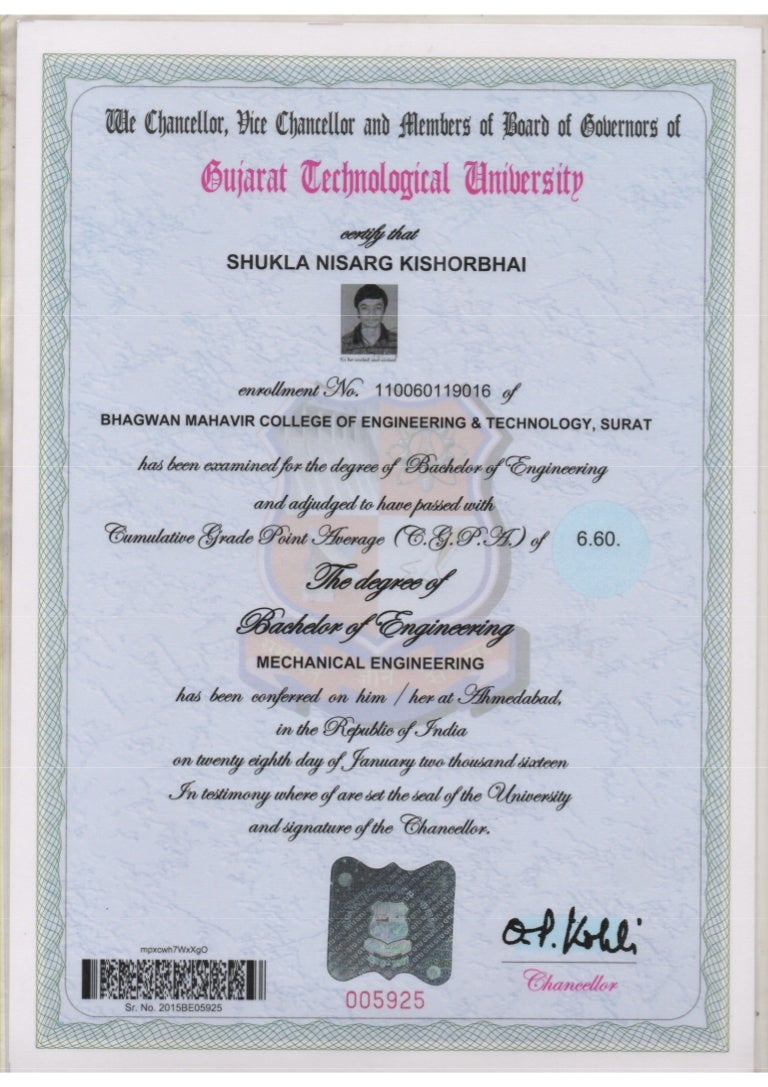 We Chancellor, Vice Chancellor and Members of Board of Governors of
Gujarat Technological University
certify that
SHUKLA NISARG KISHORBHAI
enrollment No. 110060119016 of
BHAGWAN MAHAVIR COLLEGE OF ENGINEERING & TECHNOLOGY, SURAT
has been examined for the degree of Bachelor of Engineering
and adjudged to have passed with
Cumulative Grade Point Average (C.G.P.A.) of 6.60.
The degree of
Bachelor of Engineering
MECHANICAL ENGINEERING
has been conferred on him / her at Ahmedabad,
in the Republic of India
on twenty eighth day of January two thousand sixteen
In testimony where of are set the seal of the University
and signature of the Chancellor.
O.P. Kohli
mpxcwh7WxXgO
Sr. No. 2015BE05925
005925
Chancellor